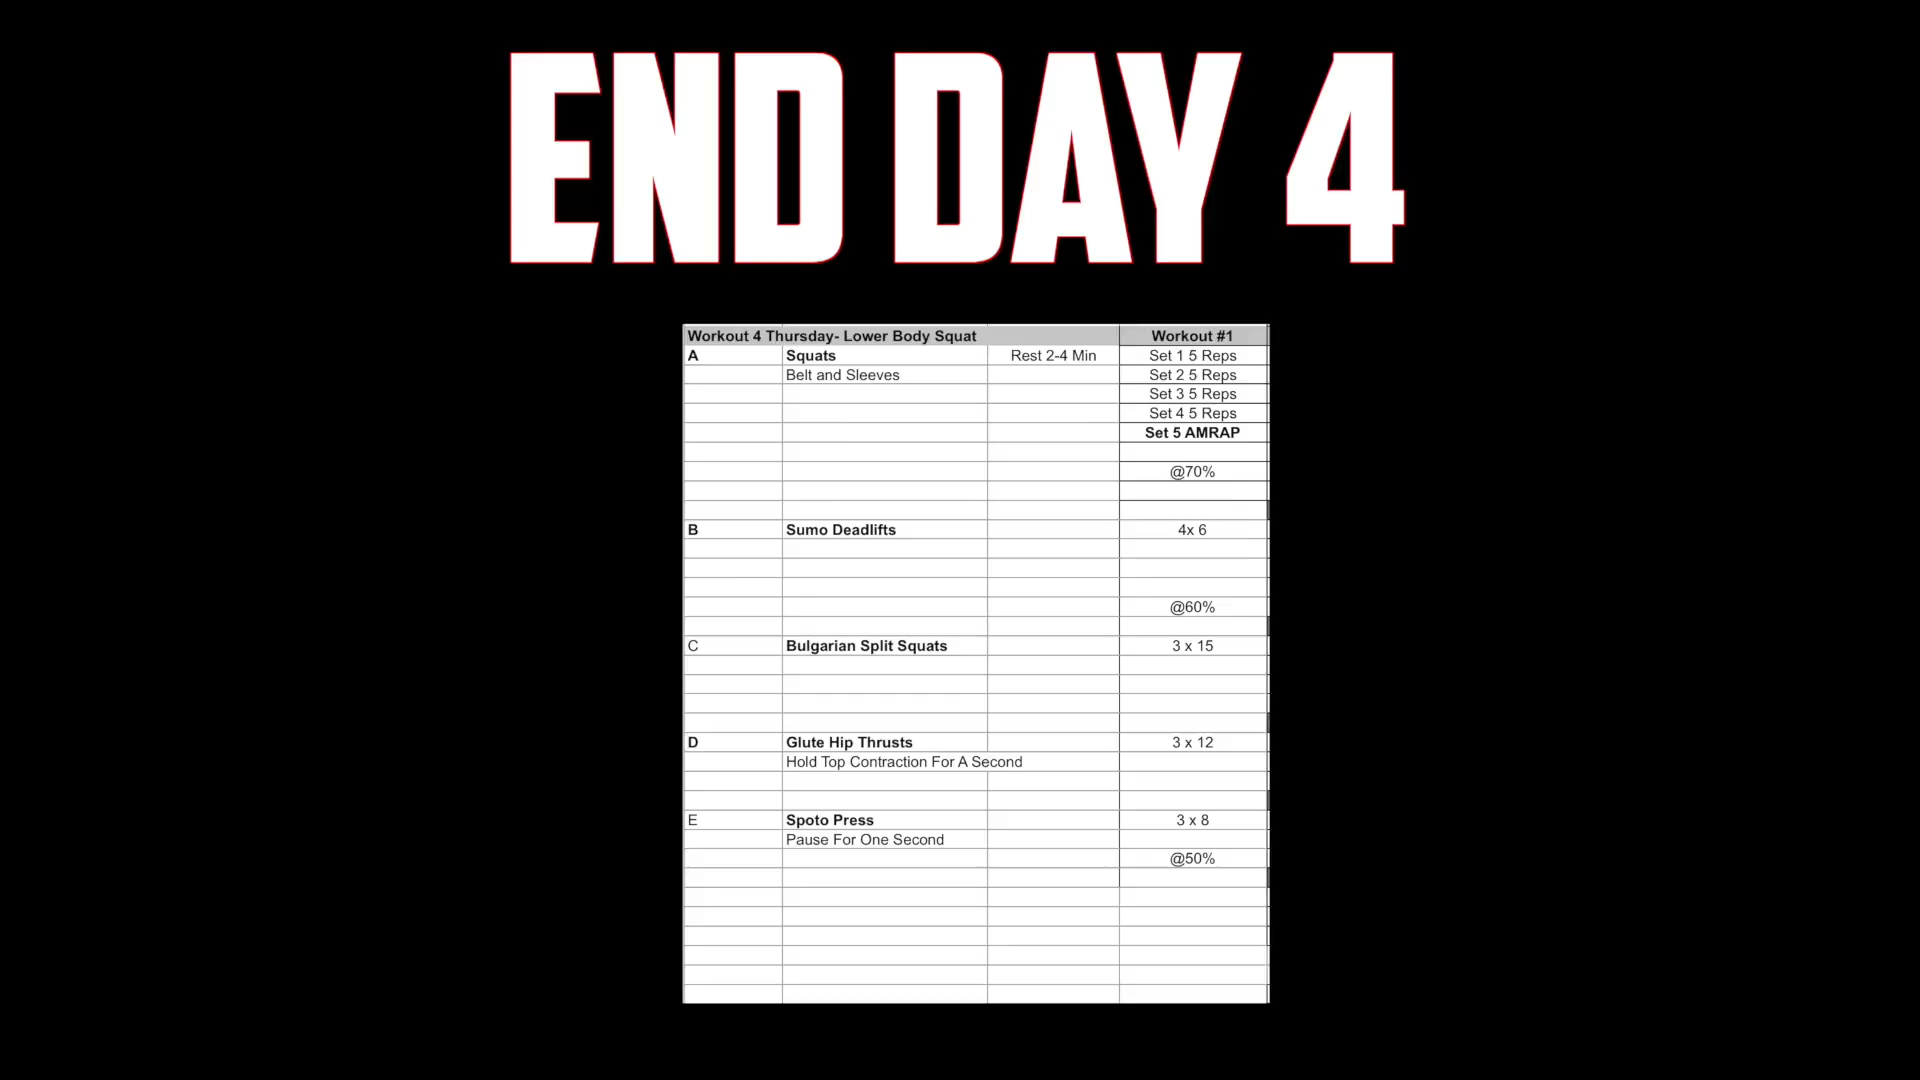 END DAY 4
Workout 4 Thursday- Lower Body Squat Workout #1
A Squats Rest 2-4 Min Set 1 5 Reps
Belt and Sleeves Set 2 5 Reps
Set 3 5 Reps
Set 4 5 Reps
Set 5 AMRAP
@70%
B Sumo Deadlifts 4x 6
@60%
C Bulgarian Split Squats 3 x 15
D Glute Hip Thrusts 3 x 12
Hold Top Contraction For A Second
E Spoto Press 3 x 8
Pause For One Second
@50%